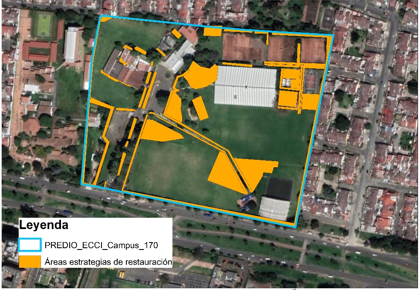 Leyenda
PREDIO_ECCI_Campus_170
Áreas estrategias de restauración